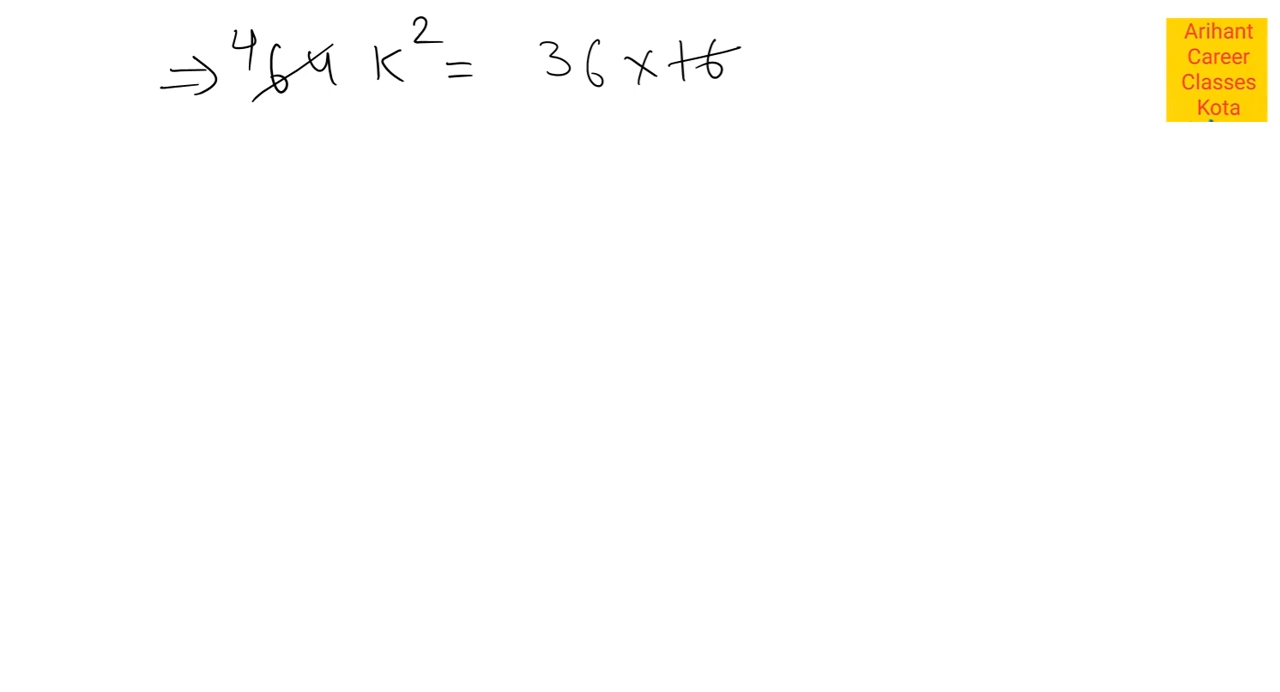 ⇒ ⁴64 K² = 36 x 16
Arihant
Career
Classes
Kota